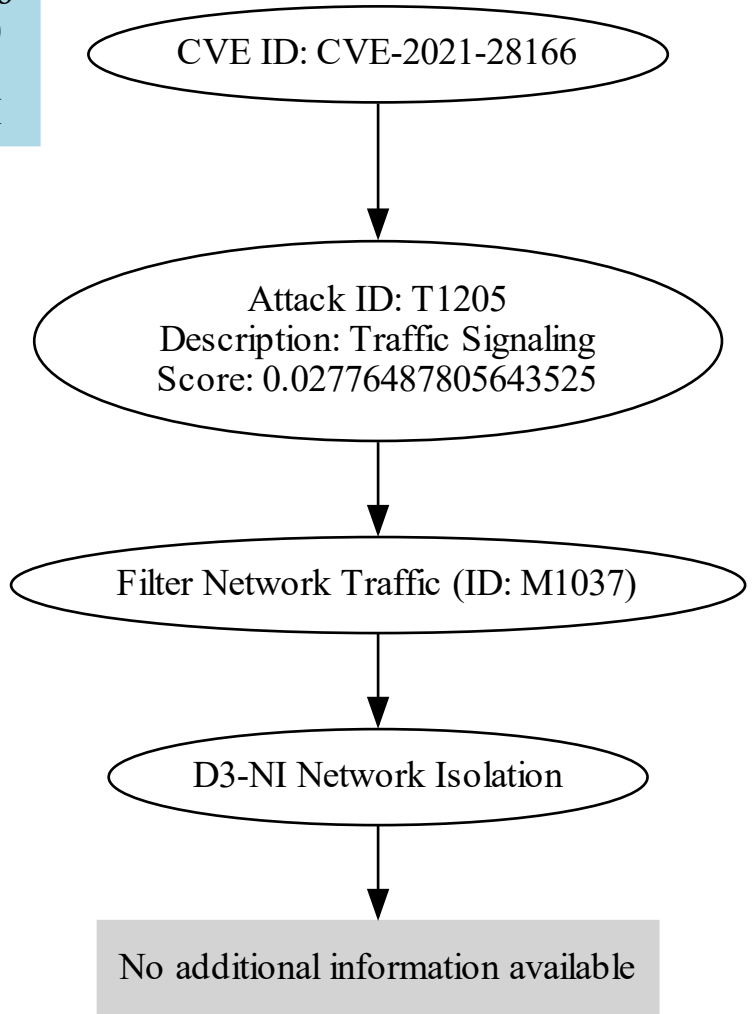 CVE ID: CVE-2021-28166
Attack ID: T1205
Description: Traffic Signaling
Score: 0.02776487805643525
Filter Network Traffic (ID: M1037)
D3-NI Network Isolation
No additional information available